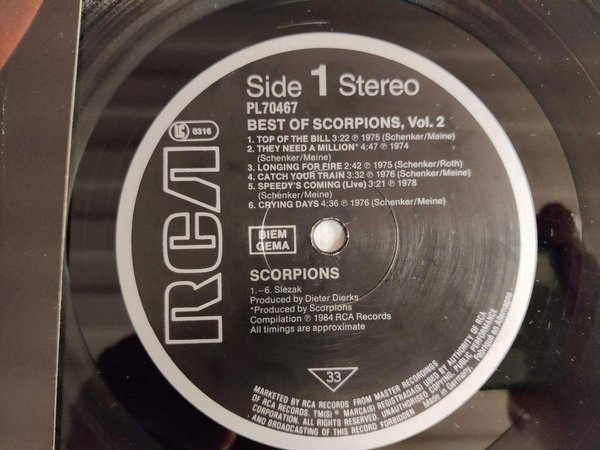 Side 1 Stereo
PL70467
BEST OF SCORPIONS, Vol. 2
1. TOP OF THE BILL 3:22 ℗ 1975 (Schenker/Meine)
2. THEY NEED A MILLION* 4:47 ℗ 1974
(Schenker/Meine)
3. LONGING FOR FIRE 2:42 ℗ 1975 (Schenker/Roth)
4. CATCH YOUR TRAIN 3:32 ℗ 1976 (Schenker/Meine)
5. SPEEDY'S COMING (Live) 3:21 ℗ 1978
(Schenker/Meine)
6. CRYING DAYS 4:36 ℗ 1976 (Schenker/Meine)
RCA
LC 0316
BIEM
GEMA
SCORPIONS
1.–6. Slezak
Produced by Dieter Dierks
*Produced by Scorpions
Compilation ℗ 1984 RCA Records
All timings are approximate
33
MARKETED BY RCA RECORDS FROM MASTER RECORDINGS
OF RCA RECORDS. TM(S) ® MARCA(S) REGISTRADA(S) USED BY AUTHORITY OF RCA
CORPORATION. ALL RIGHTS RESERVED. UNAUTHORISED COPYING, PUBLIC PERFORMANCE
AND BROADCASTING OF THIS RECORD FORBIDDEN. Made in Germany. Fabriqué en Allemagne.